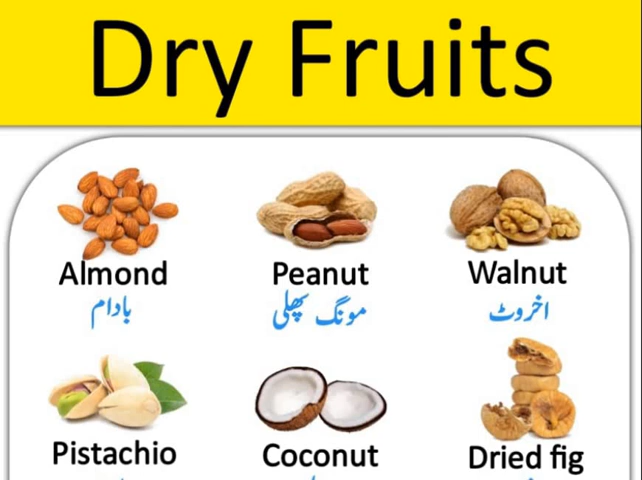 Dry Fruits
Almond Peanut Walnut
بادام مونگ پھلی اخروٹ
Pistachio Coconut Dried fig